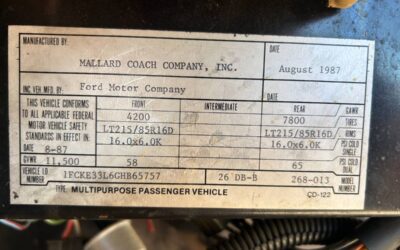 MANUFACTURED BY: DATE
MALLARD COACH COMPANY, INC. August 1987
INC. VEH. MFG. BY: Ford Motor Company
THIS VEHICLE CONFORMS FRONT INTERMEDIATE REAR
TO ALL APPLICABLE FEDERAL 4200 7800 GAWR
MOTOR VEHICLE SAFETY LT215/85R16D LT215/85R16D TIRES
STANDARDS IN EFFECT IN: 16.0x6.0K 16.0x6.0K RIMS
DATE 8-87 PSI COLD SINGLE
GVWR 11,500 58 65 PSI COLD DUAL
VEHICLE I.D. NUMBER 1FCKE33L6GHB65757 26 DB-B 268-013 MODEL NUMBER
TYPE MULTIPURPOSE PASSENGER VEHICLE CD-122